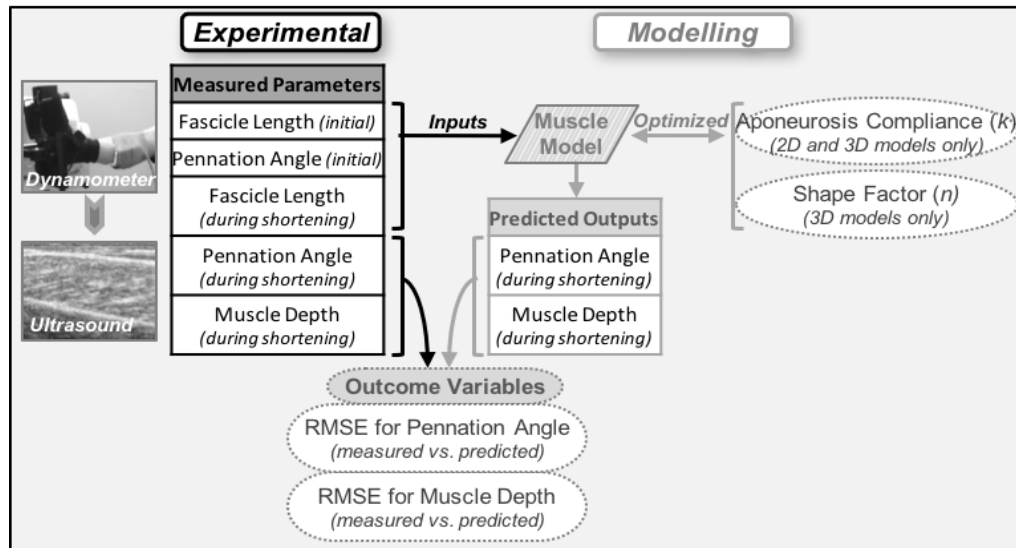 Experimental
Modelling
Measured Parameters
Fascicle Length (initial)
Pennation Angle (initial)
Fascicle Length
(during shortening)
Pennation Angle
(during shortening)
Muscle Depth
(during shortening)
Dynamometer
Ultrasound
Inputs
Muscle
Model
Optimized
Aponeurosis Compliance (k)
(2D and 3D models only)
Shape Factor (n)
(3D models only)
Predicted Outputs
Pennation Angle
(during shortening)
Muscle Depth
(during shortening)
Outcome Variables
RMSE for Pennation Angle
(measured vs. predicted)
RMSE for Muscle Depth
(measured vs. predicted)